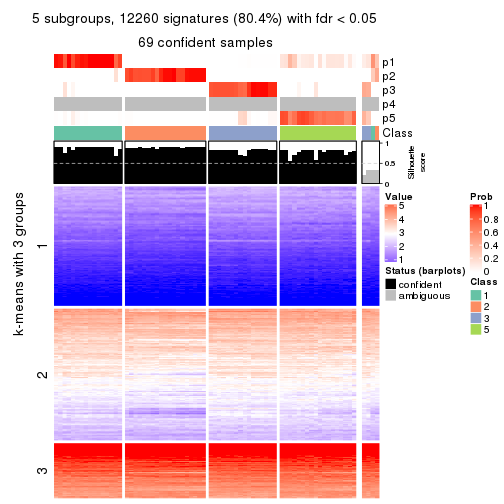 5 subgroups, 12260 signatures (80.4%) with fdr < 0.05
69 confident samples
p1
p2
p3
p4
p5
Class
1
0.5
0
Silhouette
score
k-means with 3 groups
1
2
3
Value
5
4
3
2
1
Status (barplots)
confident
ambiguous
Prob
1
0.8
0.6
0.4
0.2
0
Class
1
2
3
5